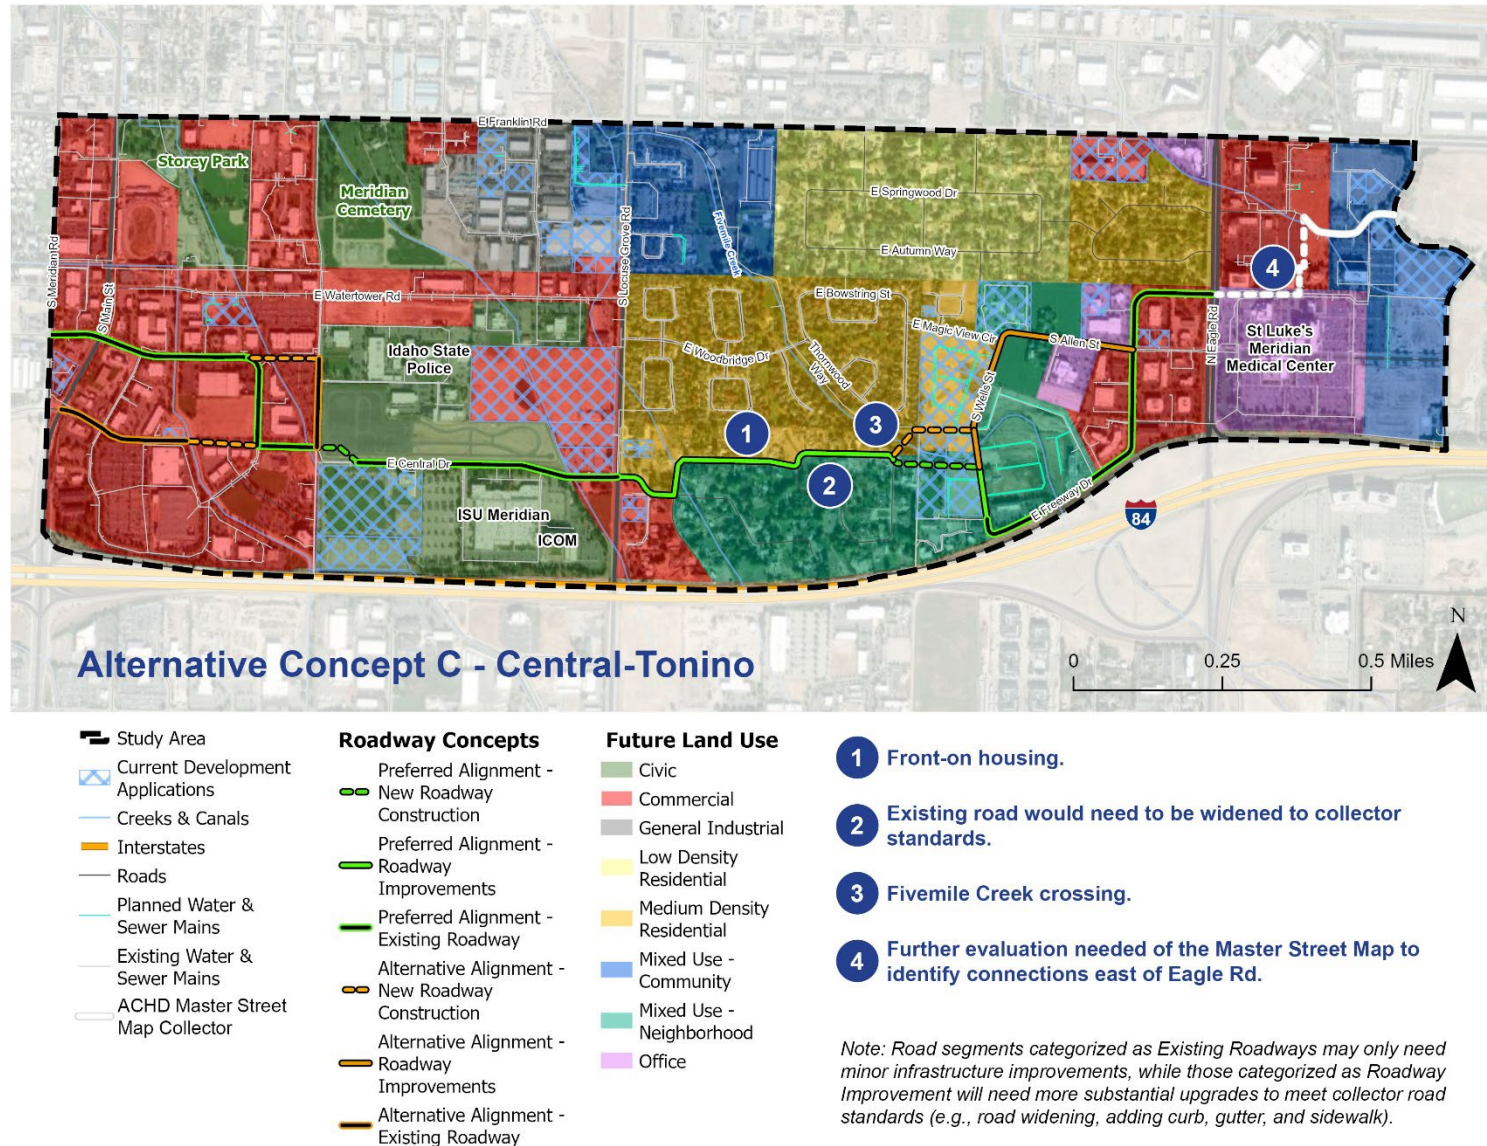 E Franklin Rd
Storey Park
Meridian
Cemetery
E Springwood Dr
Fivemile Creek
S Locuse Grove Rd
E Autumn Way
S Meridian Rd
S Main St
E Watertower Rd
E Bowstring St
E Magic View Cir
S Allen St
N Eagle Rd
4
St Luke's
Meridian
Medical Center
Idaho State
Police
E Woodbridge Dr
Thornwood
Way
S Wells St
1
3
2
E Central Dr
ISU Meridian
ICOM
E Freeway Dr
84
N
Alternative Concept C - Central-Tonino
0 0.25 0.5 Miles
Study Area
Current Development
Applications
Creeks & Canals
Interstates
Roads
Planned Water &
Sewer Mains
Existing Water &
Sewer Mains
ACHD Master Street
Map Collector
Roadway Concepts
Preferred Alignment -
New Roadway
Construction
Preferred Alignment -
Roadway
Improvements
Preferred Alignment -
Existing Roadway
Alternative Alignment -
New Roadway
Construction
Alternative Alignment -
Roadway
Improvements
Alternative Alignment -
Existing Roadway
Future Land Use
Civic
Commercial
General Industrial
Low Density
Residential
Medium Density
Residential
Mixed Use -
Community
Mixed Use -
Neighborhood
Office
1 Front-on housing.
2 Existing road would need to be widened to collector
standards.
3 Fivemile Creek crossing.
4 Further evaluation needed of the Master Street Map to
identify connections east of Eagle Rd.
Note: Road segments categorized as Existing Roadways may only need
minor infrastructure improvements, while those categorized as Roadway
Improvement will need more substantial upgrades to meet collector road
standards (e.g., road widening, adding curb, gutter, and sidewalk).